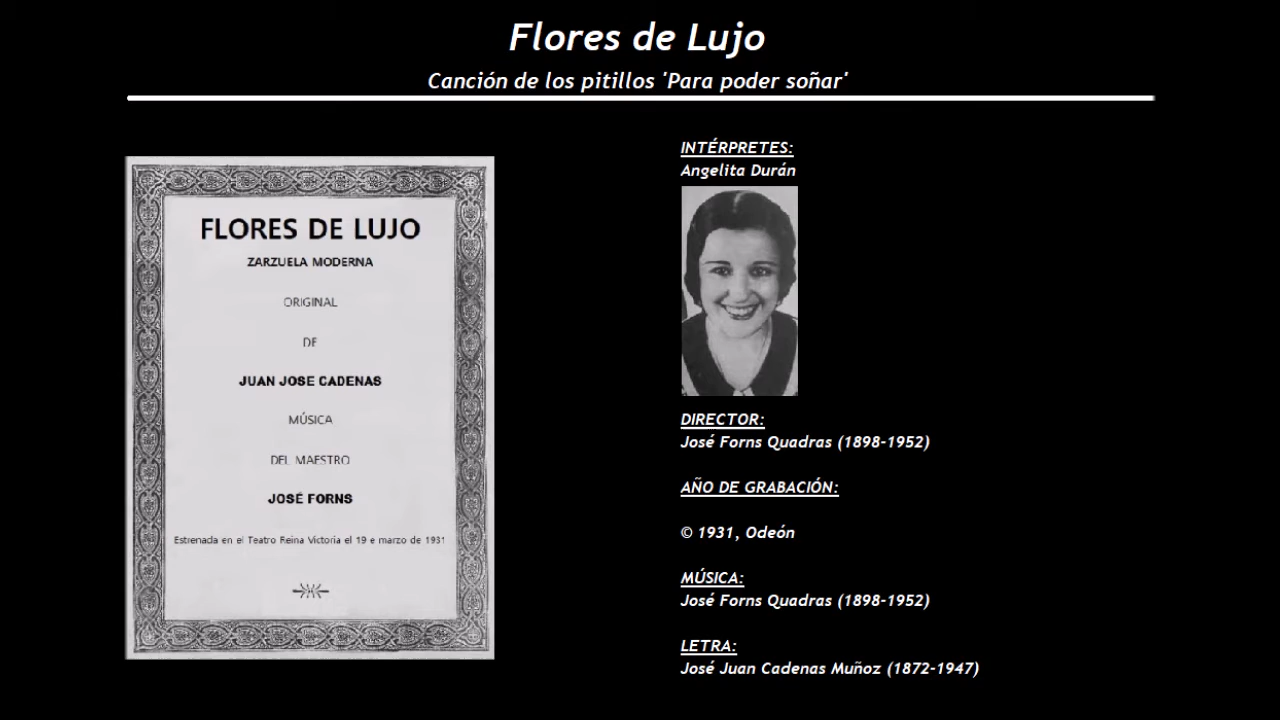 Flores de Lujo
Canción de los pitillos 'Para poder soñar'
FLORES DE LUJO
ZARZUELA MODERNA
ORIGINAL
DE
JUAN JOSE CADENAS
MÚSICA
DEL MAESTRO
JOSÉ FORNS
Estrenada en el Teatro Reina Victoria el 19 e marzo de 1931
INTÉRPRETES:
Angelita Durán
DIRECTOR:
José Forns Quadras (1898-1952)
AÑO DE GRABACIÓN:
© 1931, Odeón
MÚSICA:
José Forns Quadras (1898-1952)
LETRA:
José Juan Cadenas Muñoz (1872-1947)